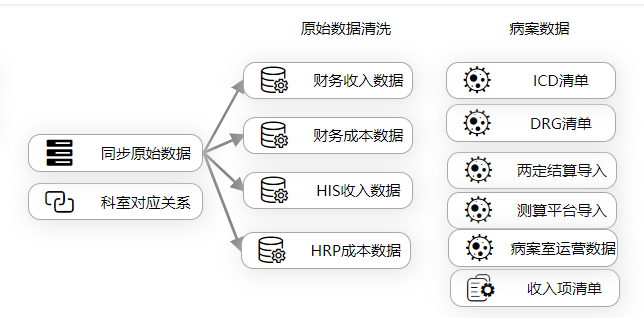 原始数据清洗
病案数据
同步原始数据
科室对应关系
财务收入数据
财务成本数据
HIS收入数据
HRP成本数据
ICD清单
DRG清单
两定结算导入
测算平台导入
病案室运营数据
收入项清单